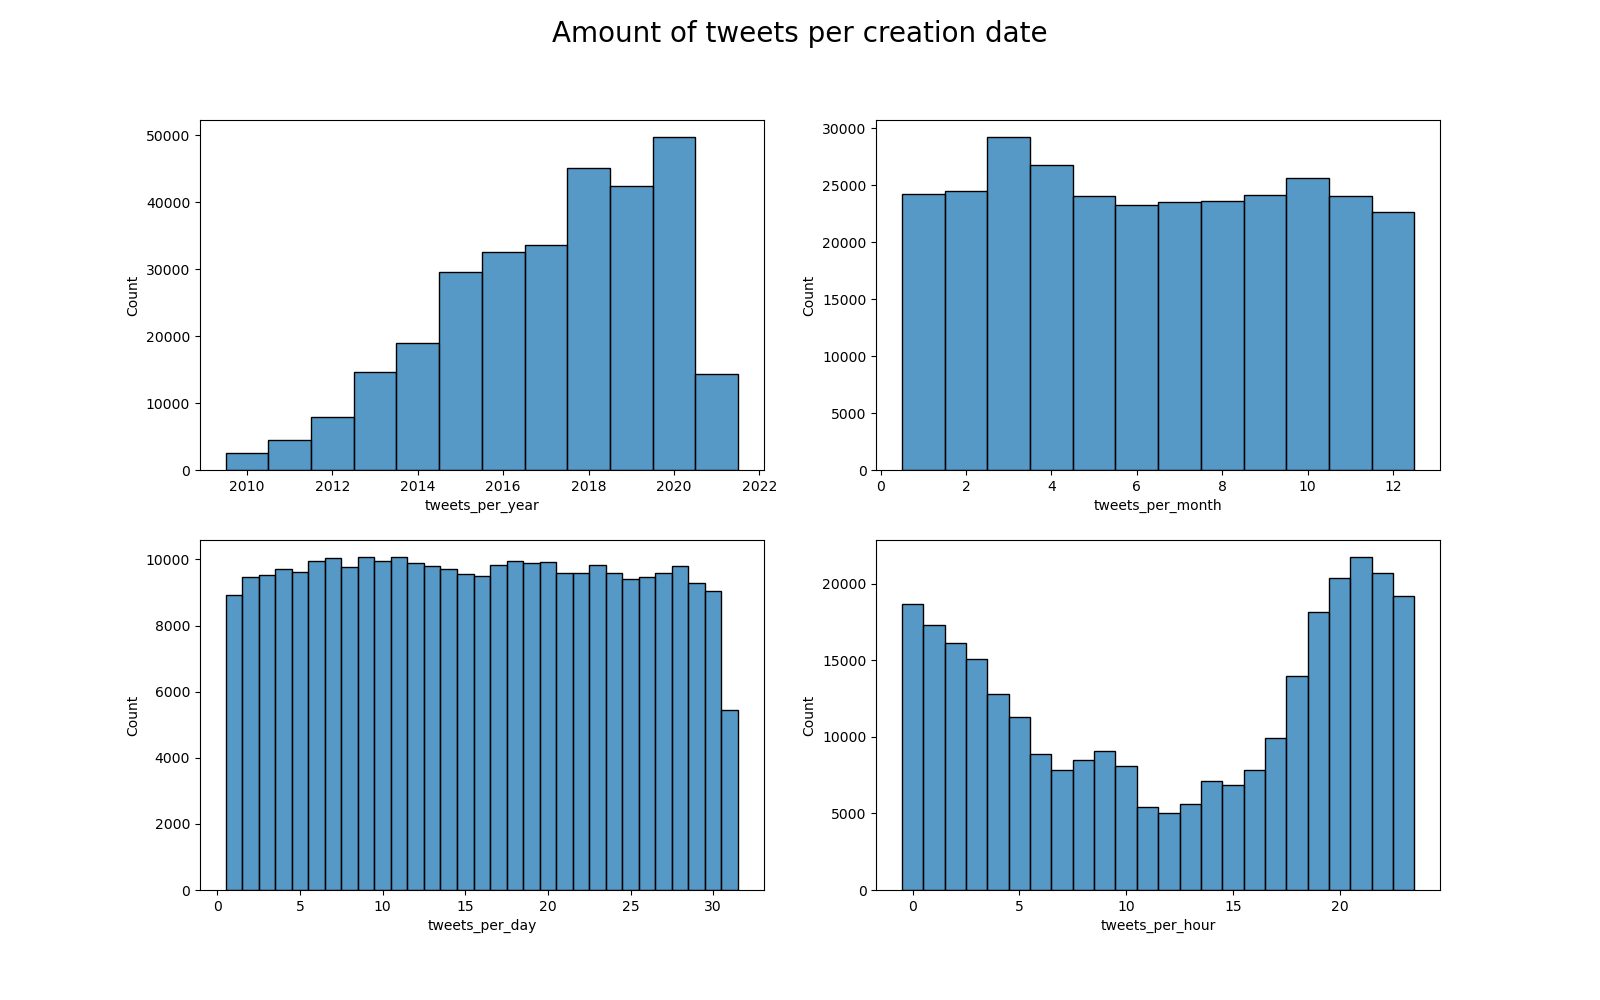 Amount of tweets per creation date
50000
40000
30000
20000
10000
0
Count
2010 2012 2014 2016 2018 2020 2022
tweets_per_year
30000
25000
20000
15000
10000
5000
0
Count
0 2 4 6 8 10 12
tweets_per_month
10000
8000
6000
4000
2000
0
Count
0 5 10 15 20 25 30
tweets_per_day
20000
15000
10000
5000
0
Count
0 5 10 15 20
tweets_per_hour